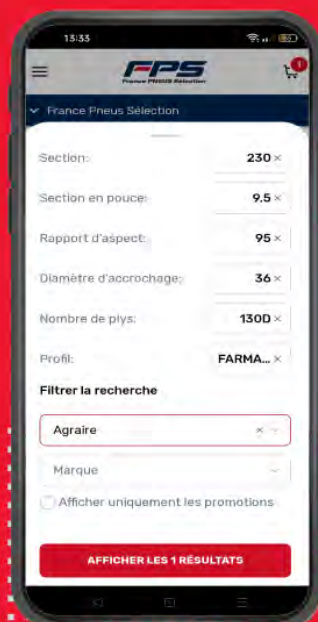 13:33
FPS
France PNEUS Sélection
1
France Pneus Sélection
Section: 230 ×
Section en pouce: 9.5 ×
Rapport d'aspect: 95 ×
Diamètre d'accrochage: 36 ×
Nombre de plys: 130D ×
Profil: FARMA... ×
Filtrer la recherche
Agraire ×
Marque
Afficher uniquement les promotions
AFFICHER LES 1 RÉSULTATS